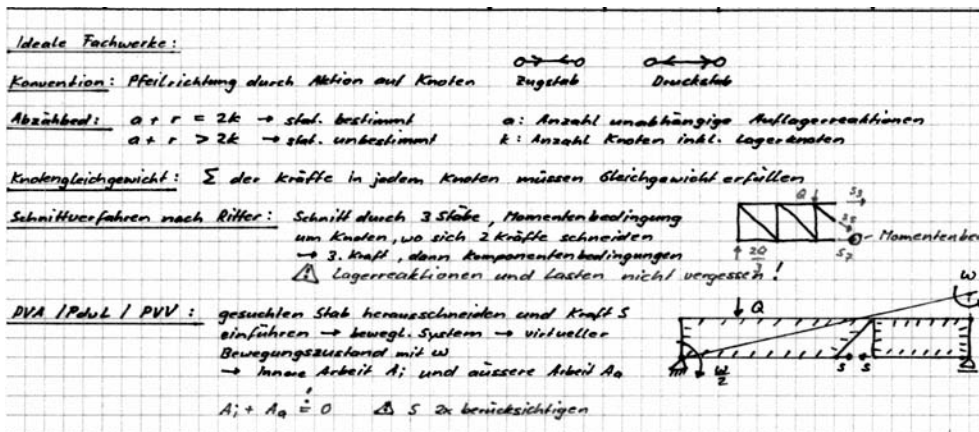 Ideale Fachwerke:
Konvention: Pfeilrichtung durch Aktion auf Knoten Zugstab Druckstab
Abzählbed: a + r = 2k → stat. bestimmt a: Anzahl unabhängige Auflagerreaktionen
a + r > 2k → stat. unbestimmt k: Anzahl Knoten inkl. Lagerknoten
Knotengleichgewicht: Σ der Kräfte in jedem Knoten müssen Gleichgewicht erfüllen
Schnittverfahren nach Ritter: Schnitt durch 3 Stäbe, Momentenbedingung
um Knoten, wo sich 2 Kräfte schneiden
→ 3. Kraft, dann Komponentenbedingungen
⚠ Lagerreaktionen und Lasten nicht vergessen!
Q
Momentenbed
2Q
3
S7
PVA / PdvL / PVV: gesuchten Stab herausschneiden und Kraft S
einführen → bewegl. System → virtueller
Bewegungszustand mit ω
→ innere Arbeit Ai und äussere Arbeit Aa
Ai + Aa = 0 ⚠ S 2x berücksichtigen
!
Q
ω
ω
2
S S